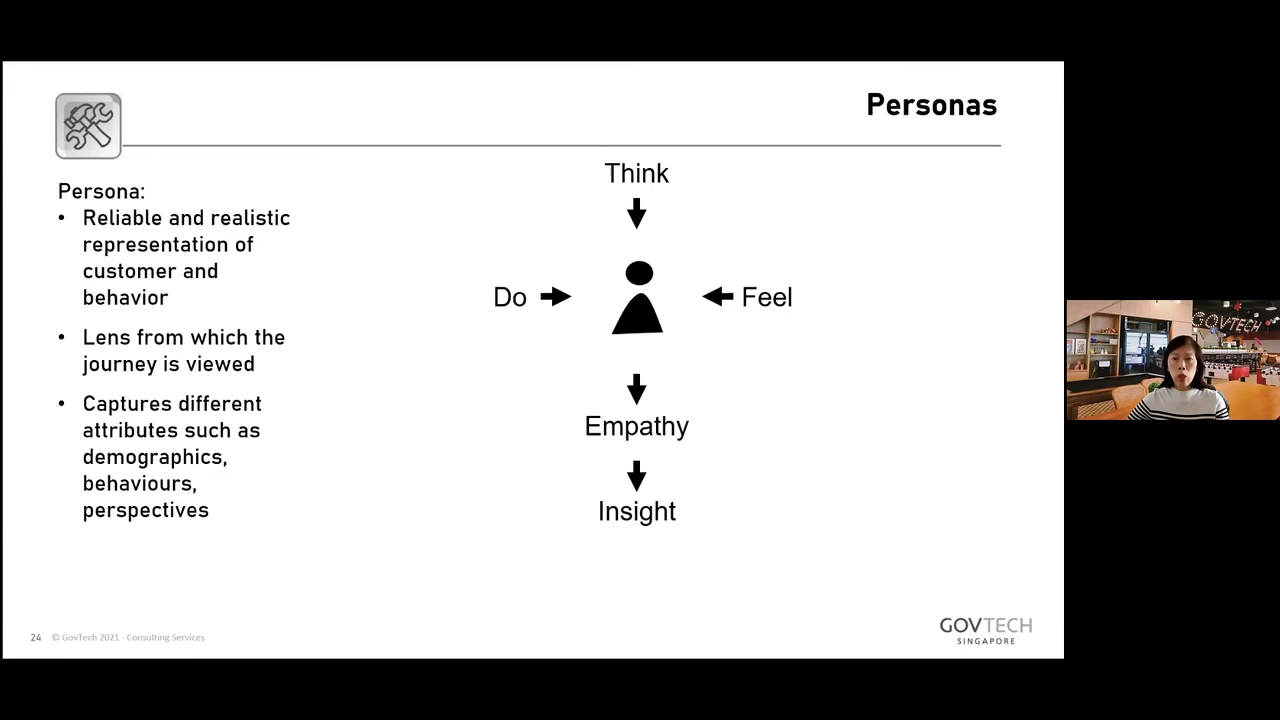 Personas
Persona:
• Reliable and realistic
representation of
customer and
behavior
• Lens from which the
journey is viewed
• Captures different
attributes such as
demographics,
behaviours,
perspectives
Think
Do
Feel
Empathy
Insight
24 © GovTech 2021 - Consulting Services
GOVTECH
SINGAPORE
GOVTECH